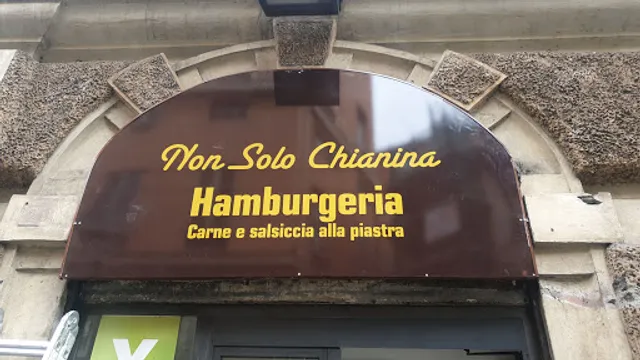 Non Solo Chianina
Hamburgeria
Carne e salsiccia alla piastra